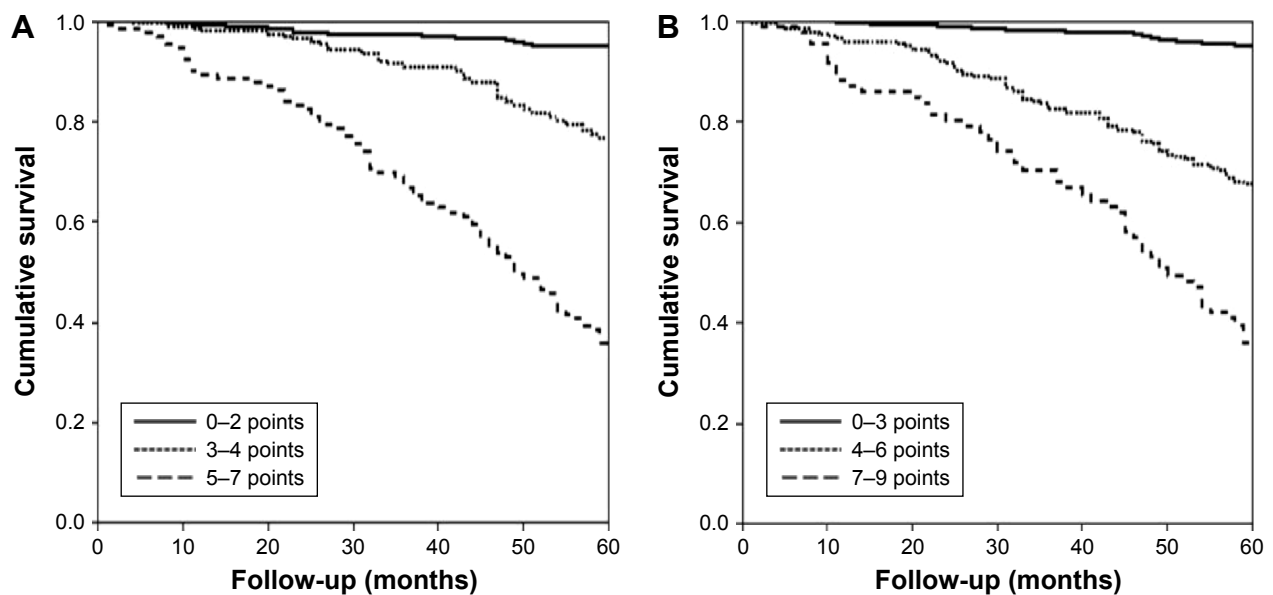 A
Cumulative survival
1.0
0.8
0.6
0.4
0.2
0.0
0–2 points
3–4 points
5–7 points
0 10 20 30 40 50 60
Follow-up (months)
B
Cumulative survival
1.0
0.8
0.6
0.4
0.2
0.0
0–3 points
4–6 points
7–9 points
0 10 20 30 40 50 60
Follow-up (months)